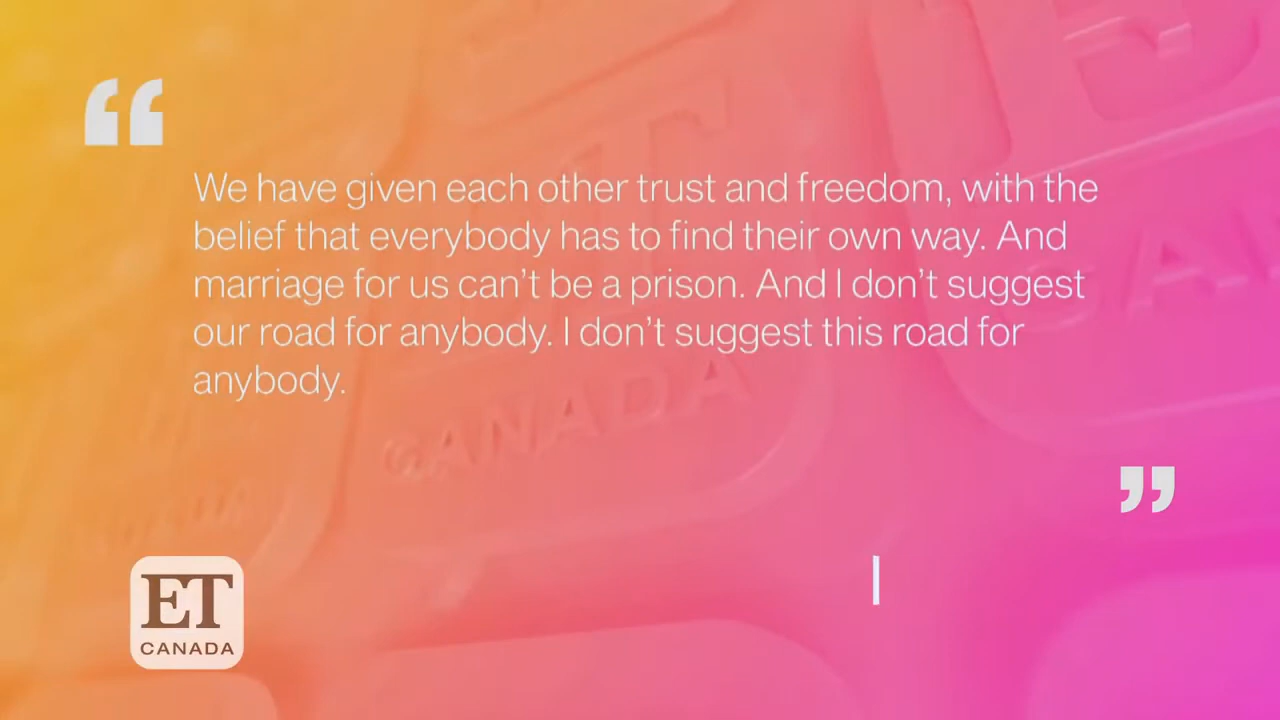 “
We have given each other trust and freedom, with the
belief that everybody has to find their own way. And
marriage for us can’t be a prison. And I don’t suggest
our road for anybody. I don’t suggest this road for
anybody.
”
ET
CANADA
CANADA